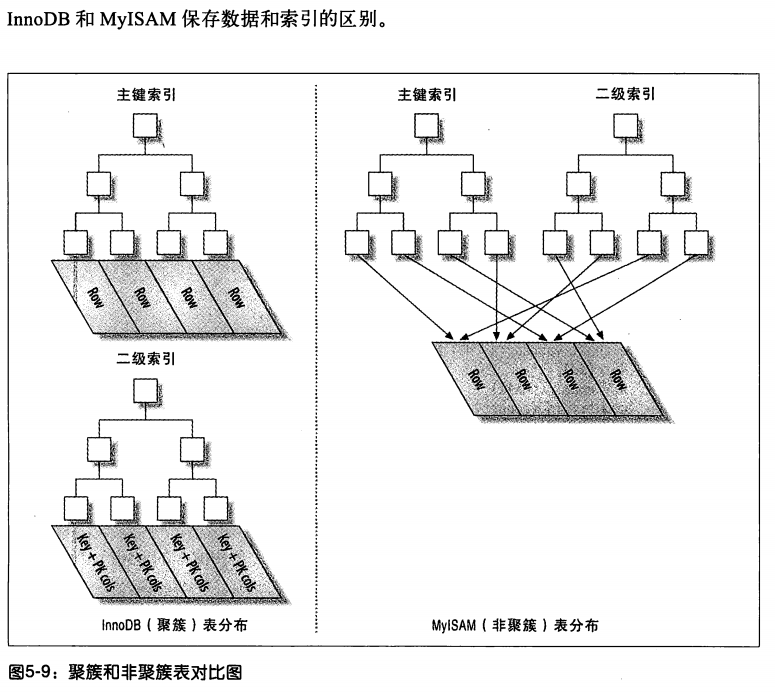 InnoDB 和 MyISAM 保存数据和索引的区别。
主键索引
Row
Row
Row
Row
二级索引
Key + PK cols
Key + PK cols
Key + PK cols
Key + PK cols
InnoDB（聚簇）表分布
主键索引
二级索引
Row
Row
Row
Row
MyISAM（非聚簇）表分布
图5-9：聚簇和非聚簇表对比图